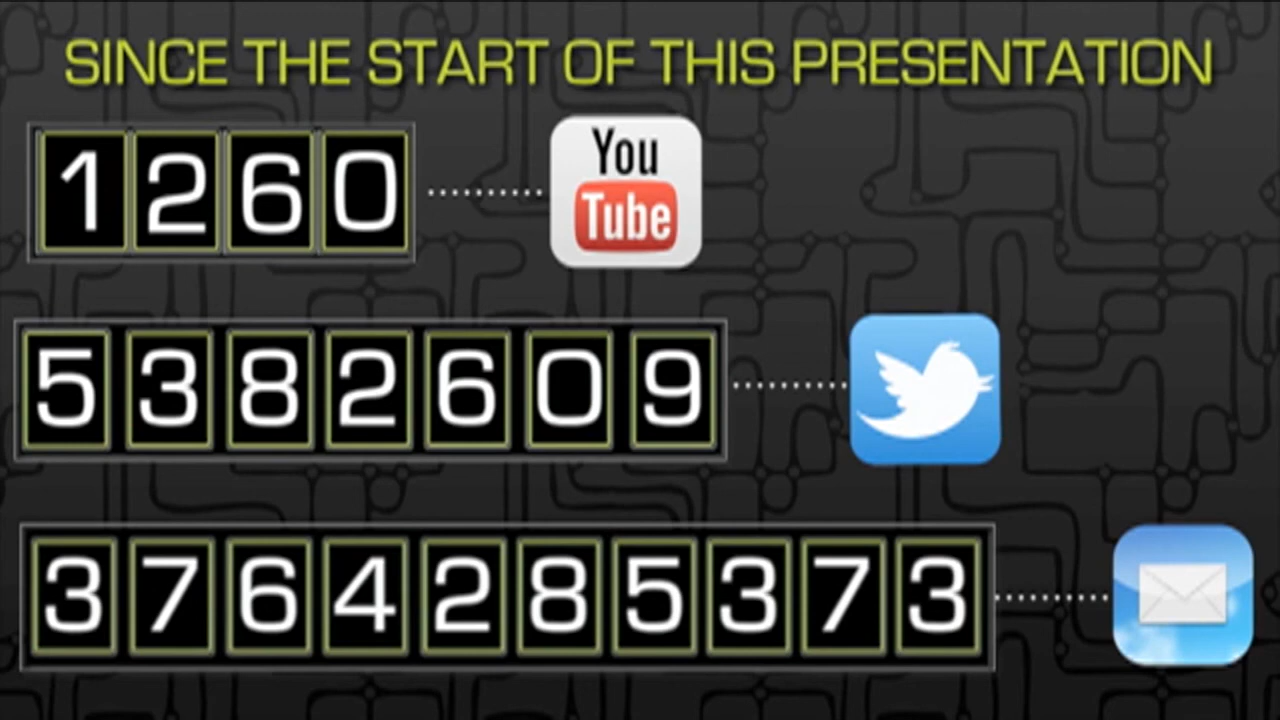 SINCE THE START OF THIS PRESENTATION
1260
You
Tube
5382609
3764285373